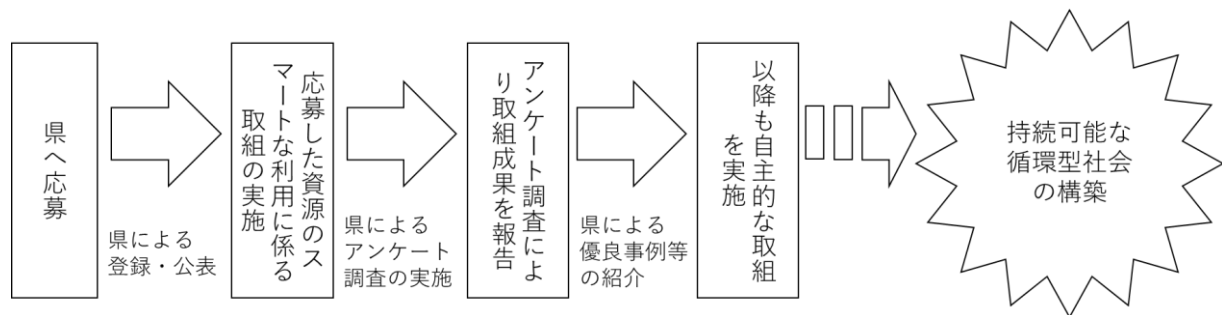 県へ応募
県による
登録・公表
応募した資源のス
マートな利用に係る
取組の実施
県による
アンケート
調査の実施
アンケート調査によ
り取組成果を報告
県による
優良事例等
の紹介
以降も自主的な取組
を実施
持続可能な
循環型社会
の構築